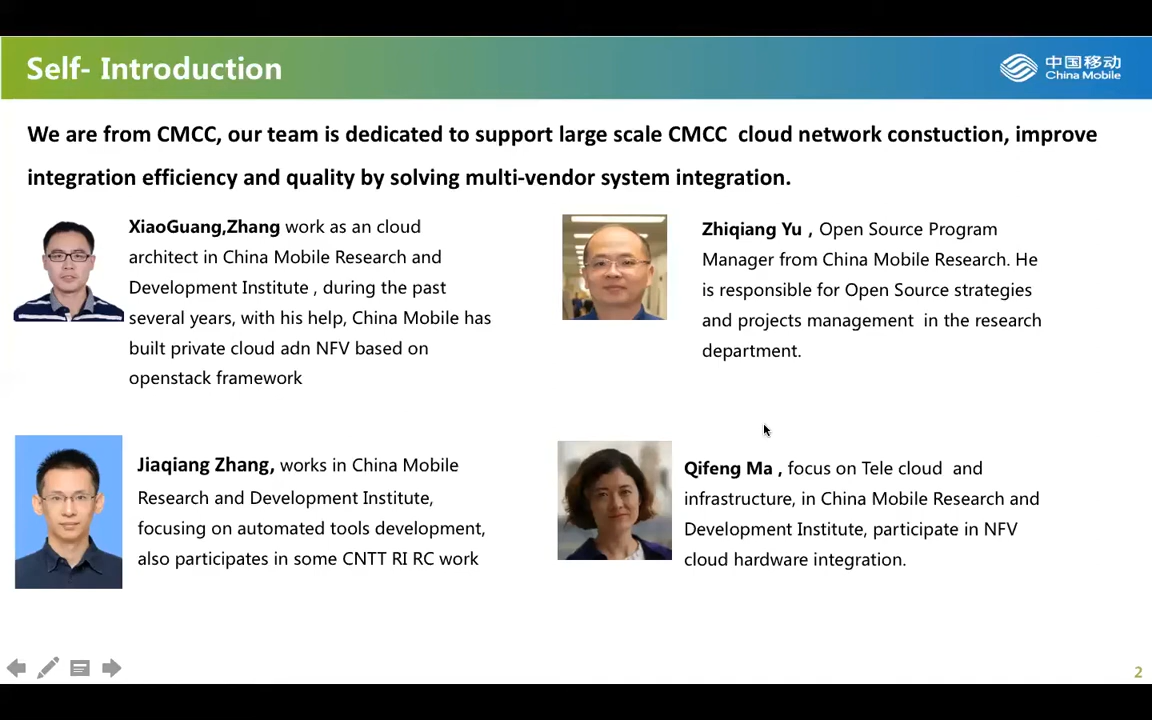 Self- Introduction
中国移动
China Mobile
We are from CMCC, our team is dedicated to support large scale CMCC cloud network constuction, improve
integration efficiency and quality by solving multi-vendor system integration.
XiaoGuang,Zhang work as an cloud
architect in China Mobile Research and
Development Institute , during the past
several years, with his help, China Mobile has
built private cloud adn NFV based on
openstack framework
Zhiqiang Yu , Open Source Program
Manager from China Mobile Research. He
is responsible for Open Source strategies
and projects management in the research
department.
Jiaqiang Zhang, works in China Mobile
Research and Development Institute,
focusing on automated tools development,
also participates in some CNTT RI RC work
Qifeng Ma , focus on Tele cloud and
infrastructure, in China Mobile Research and
Development Institute, participate in NFV
cloud hardware integration.
2